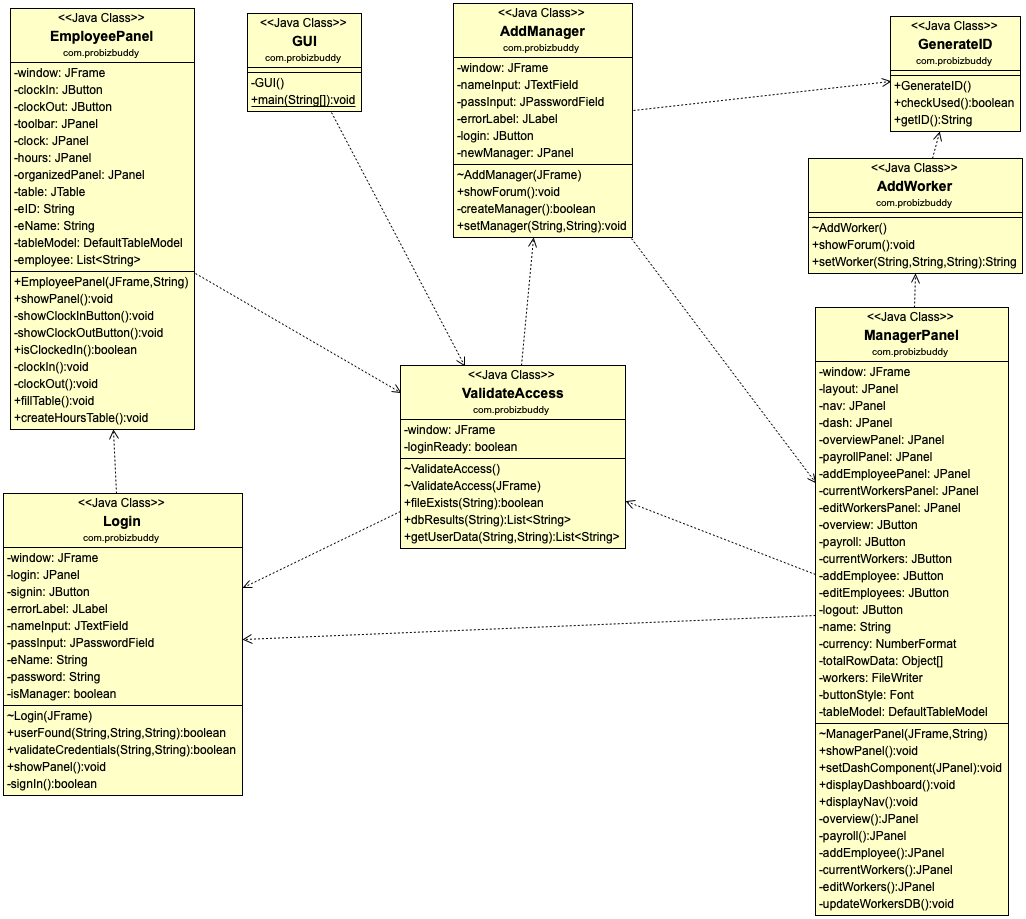 <<Java Class>>
EmployeePanel
com.probizbuddy
-window: JFrame
-clockIn: JButton
-clockOut: JButton
-toolbar: JPanel
-clock: JPanel
-hours: JPanel
-organizedPanel: JPanel
-table: JTable
-eID: String
-eName: String
-tableModel: DefaultTableModel
-employee: List<String>
+EmployeePanel(JFrame,String)
+showPanel():void
-showClockInButton():void
-showClockOutButton():void
+isClockedIn():boolean
-clockIn():void
-clockOut():void
+fillTable():void
+createHoursTable():void
<<Java Class>>
GUI
com.probizbuddy
-GUI()
+main(String[]):void
<<Java Class>>
AddManager
com.probizbuddy
-window: JFrame
-nameInput: JTextField
-passInput: JPasswordField
-errorLabel: JLabel
-login: JButton
-newManager: JPanel
~AddManager(JFrame)
+showForum():void
-createManager():boolean
+setManager(String,String):void
<<Java Class>>
GenerateID
com.probizbuddy
+GenerateID()
+checkUsed():boolean
+getID():String
<<Java Class>>
AddWorker
com.probizbuddy
~AddWorker()
+showForum():void
+setWorker(String,String,String):String
<<Java Class>>
ValidateAccess
com.probizbuddy
-window: JFrame
-loginReady: boolean
~ValidateAccess()
~ValidateAccess(JFrame)
+fileExists(String):boolean
+dbResults(String):List<String>
+getUserData(String,String):List<String>
<<Java Class>>
ManagerPanel
com.probizbuddy
-window: JFrame
-layout: JPanel
-nav: JPanel
-dash: JPanel
-overviewPanel: JPanel
-payrollPanel: JPanel
-addEmployeePanel: JPanel
-currentWorkersPanel: JPanel
-editWorkersPanel: JPanel
-overview: JButton
-payroll: JButton
-currentWorkers: JButton
-addEmployee: JButton
-editEmployees: JButton
-logout: JButton
-name: String
-currency: NumberFormat
-totalRowData: Object[]
-workers: FileWriter
-buttonStyle: Font
-tableModel: DefaultTableModel
~ManagerPanel(JFrame,String)
+showPanel():void
+setDashComponent(JPanel):void
+displayDashboard():void
+displayNav():void
-overview():JPanel
-payroll():JPanel
-addEmployee():JPanel
-currentWorkers():JPanel
-editWorkers():JPanel
-updateWorkersDB():void
<<Java Class>>
Login
com.probizbuddy
-window: JFrame
-login: JPanel
-signin: JButton
-errorLabel: JLabel
-nameInput: JTextField
-passInput: JPasswordField
-eName: String
-password: String
-isManager: boolean
~Login(JFrame)
+userFound(String,String,String):boolean
+validateCredentials(String,String):boolean
+showPanel():void
-signIn():boolean